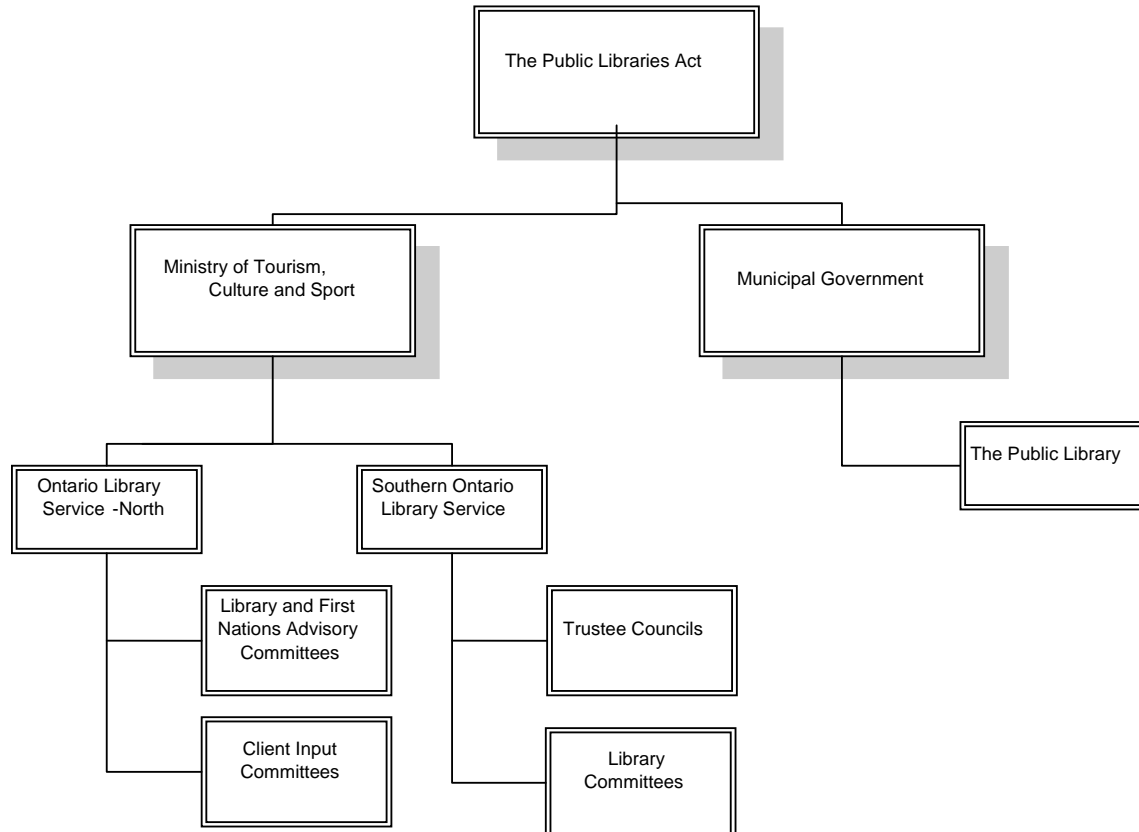 The Public Libraries Act
Ministry of Tourism,
Culture and Sport
Municipal Government
The Public Library
Ontario Library
Service -North
Southern Ontario
Library Service
Library and First
Nations Advisory
Committees
Trustee Councils
Client Input
Committees
Library
Committees